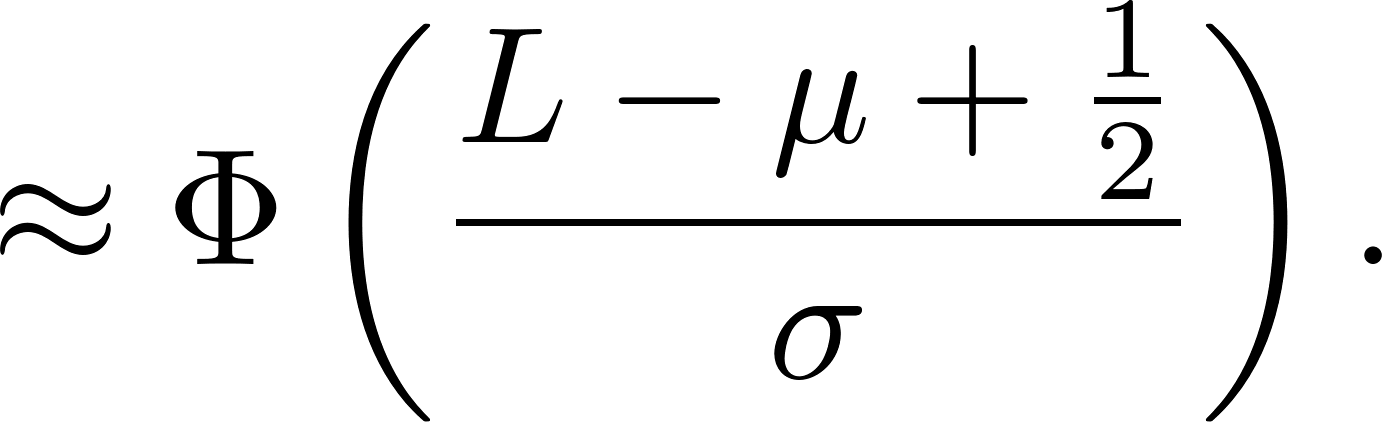 ≈ Φ ( (L − μ + 1/2) / σ ) .